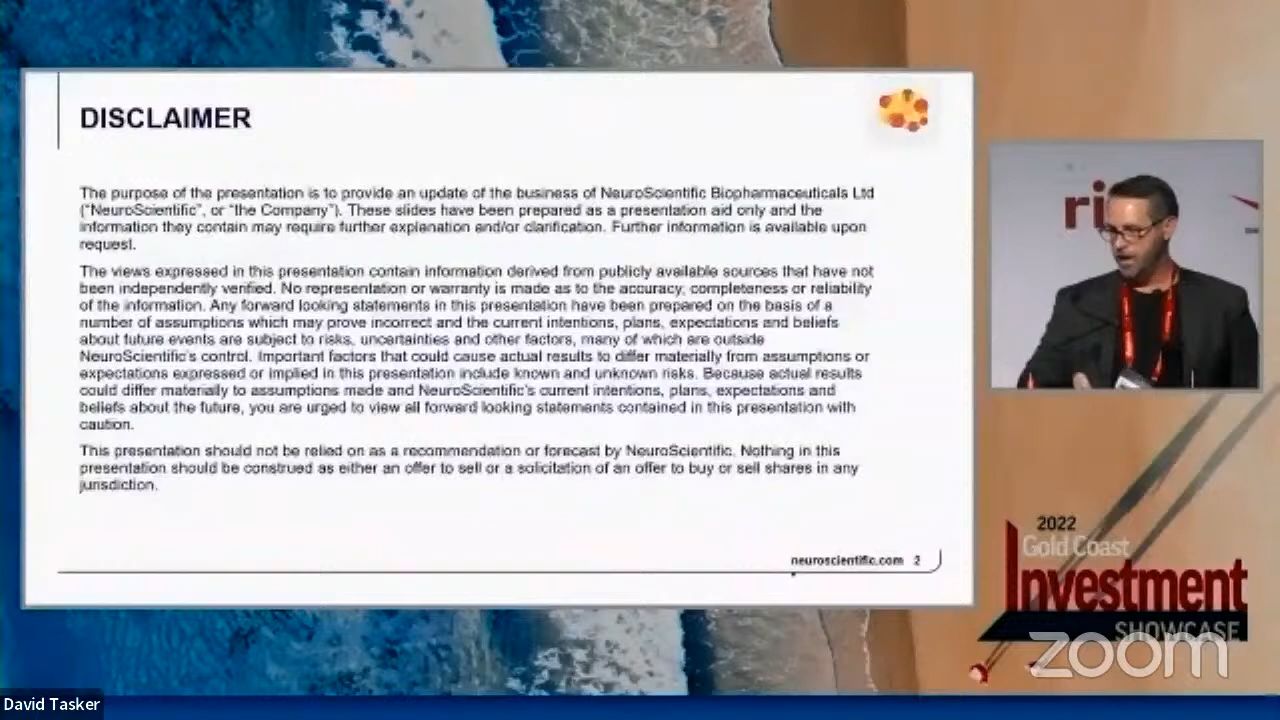 DISCLAIMER
The purpose of the presentation is to provide an update of the business of NeuroScientific Biopharmaceuticals Ltd
("NeuroScientific", or "the Company"). These slides have been prepared as a presentation aid only and the
information they contain may require further explanation and/or clarification. Further information is available upon
request.
The views expressed in this presentation contain information derived from publicly available sources that have not
been independently verified. No representation or warranty is made as to the accuracy, completeness or reliability
of the information. Any forward looking statements in this presentation have been prepared on the basis of a
number of assumptions which may prove incorrect and the current intentions, plans, expectations and beliefs
about future events are subject to risks, uncertainties and other factors, many of which are outside
NeuroScientific's control. Important factors that could cause actual results to differ materially from assumptions or
expectations expressed or implied in this presentation include known and unknown risks. Because actual results
could differ materially to assumptions made and NeuroScientific's current intentions, plans, expectations and
beliefs about the future, you are urged to view all forward looking statements contained in this presentation with
caution.
This presentation should not be relied on as a recommendation or forecast by NeuroScientific. Nothing in this
presentation should be construed as either an offer to sell or a solicitation of an offer to buy or sell shares in any
jurisdiction.
neuroscientific.com 2
2022
Gold Coast
Investment
SHOWCASE
zoom
David Tasker